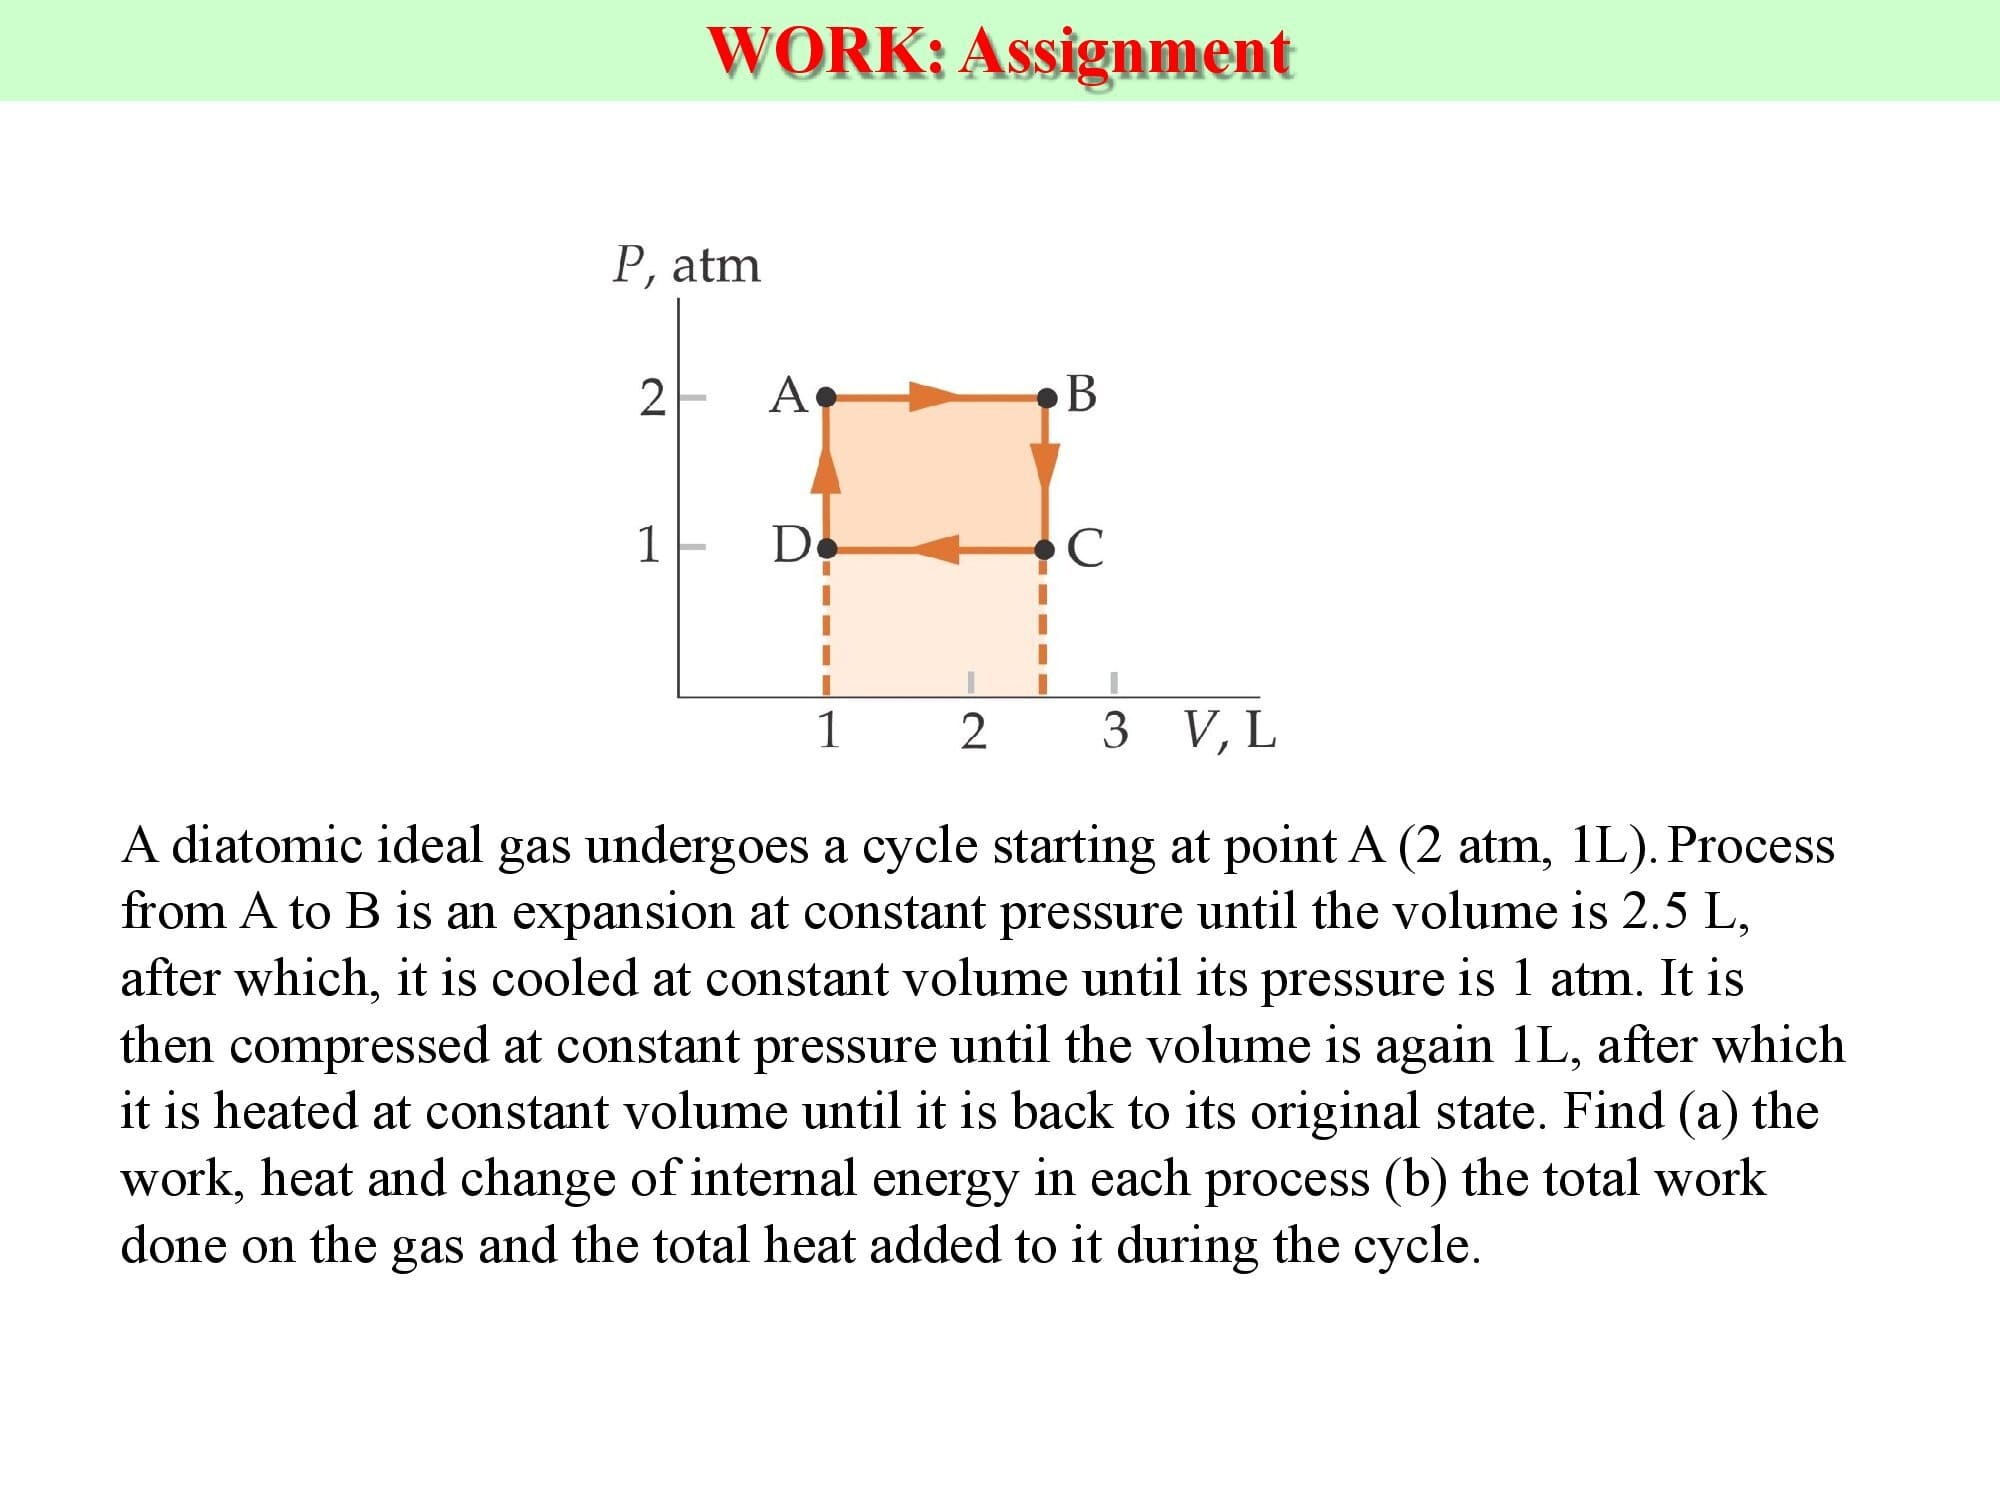 WORK: Assignment
P, atm
2
A
B
1
D
C
1
2
3
V, L
A diatomic ideal gas undergoes a cycle starting at point A (2 atm, 1L). Process
from A to B is an expansion at constant pressure until the volume is 2.5 L,
after which, it is cooled at constant volume until its pressure is 1 atm. It is
then compressed at constant pressure until the volume is again 1L, after which
it is heated at constant volume until it is back to its original state. Find (a) the
work, heat and change of internal energy in each process (b) the total work
done on the gas and the total heat added to it during the cycle.